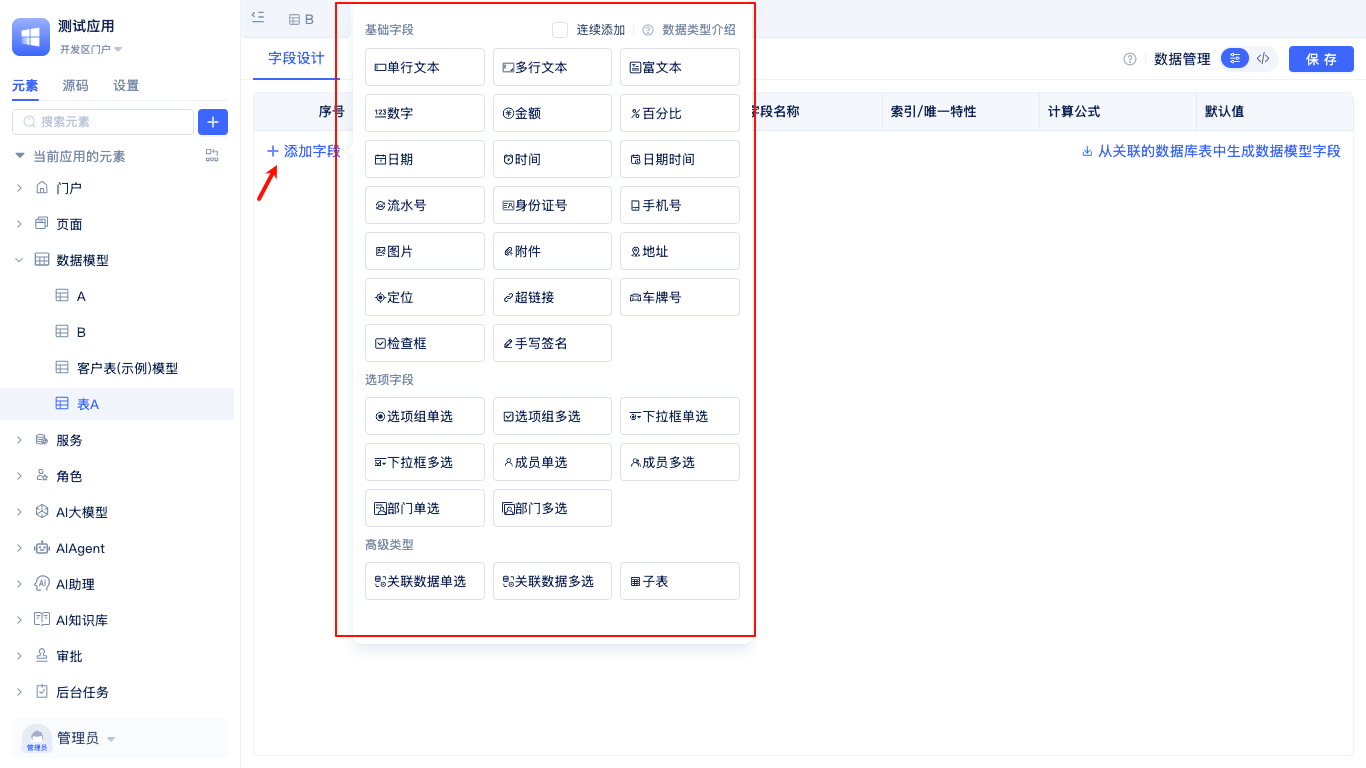 测试应用
开发区门户
元素 源码 设置
搜索元素
当前应用的元素
门户
页面
数据模型
A
B
客户表(示例)模型
表A
服务
角色
AI大模型
AIAgent
AI助理
AI知识库
审批
后台任务
管理员
管理员
B
字段设计
数据管理
保存
序号
字段名称 索引/唯一特性 计算公式 默认值
添加字段
从关联的数据库表中生成数据模型字段
基础字段 连续添加 数据类型介绍
单行文本 多行文本 富文本
数字 金额 百分比
日期 时间 日期时间
流水号 身份证号 手机号
图片 附件 地址
定位 超链接 车牌号
检查框 手写签名
选项字段
选项组单选 选项组多选 下拉框单选
下拉框多选 成员单选 成员多选
部门单选 部门多选
高级类型
关联数据单选 关联数据多选 子表